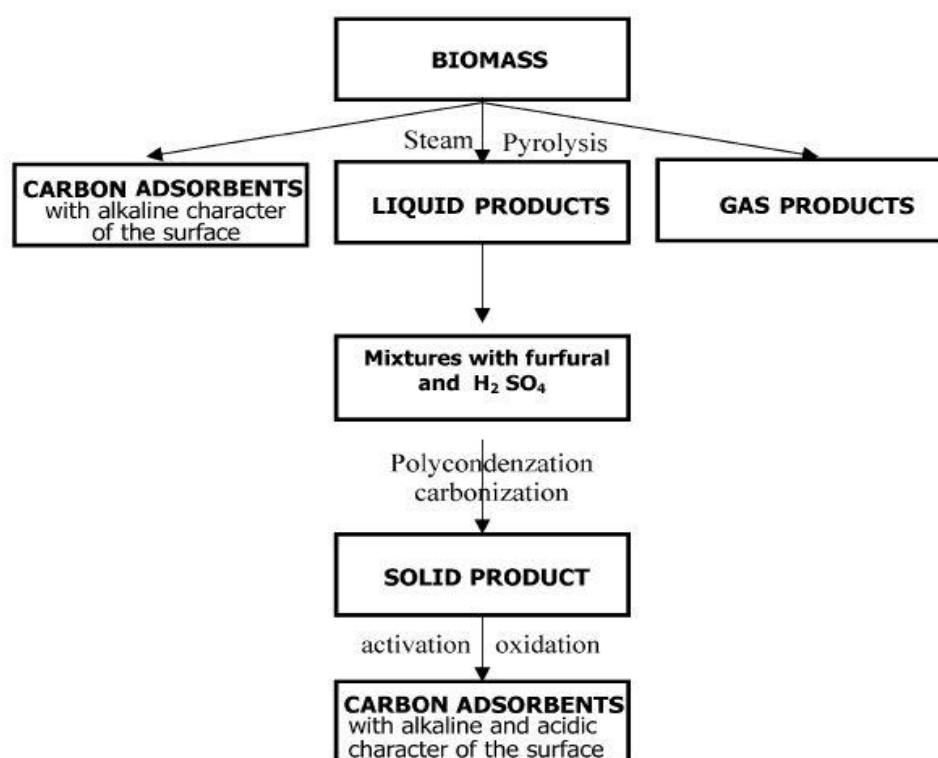 BIOMASS
Steam Pyrolysis
CARBON ADSORBENTS
with alkaline character
of the surface
LIQUID PRODUCTS
GAS PRODUCTS
Mixtures with furfural
and H₂ SO₄
Polycondenzation
carbonization
SOLID PRODUCT
activation oxidation
CARBON ADSORBENTS
with alkaline and acidic
character of the surface